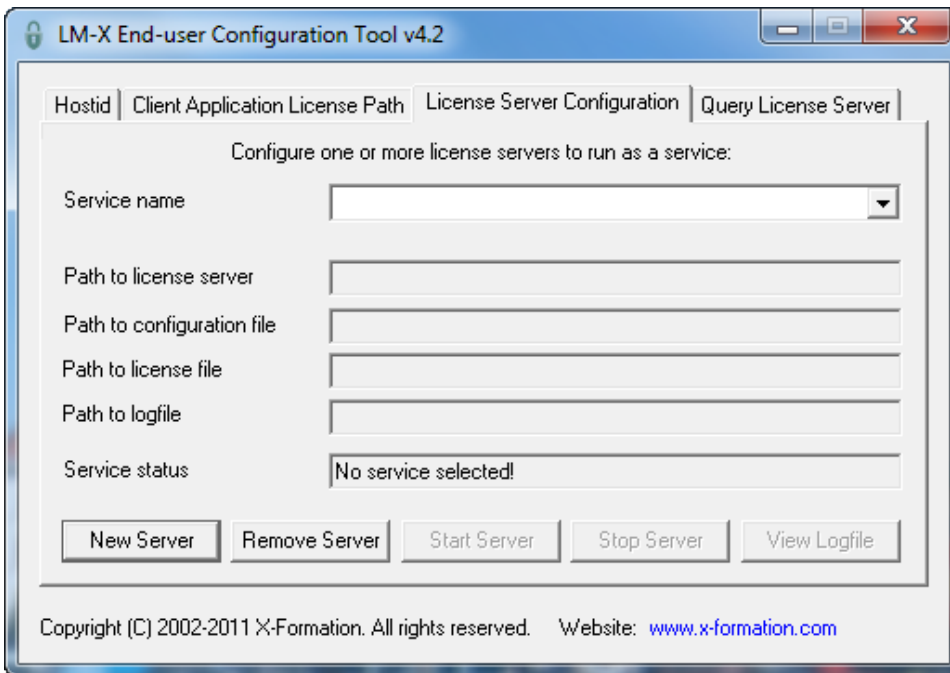 LM-X End-user Configuration Tool v4.2
Hostid Client Application License Path License Server Configuration Query License Server
Configure one or more license servers to run as a service:
Service name
Path to license server
Path to configuration file
Path to license file
Path to logfile
Service status No service selected!
New Server Remove Server Start Server Stop Server View Logfile
Copyright (C) 2002-2011 X-Formation. All rights reserved. Website: www.x-formation.com